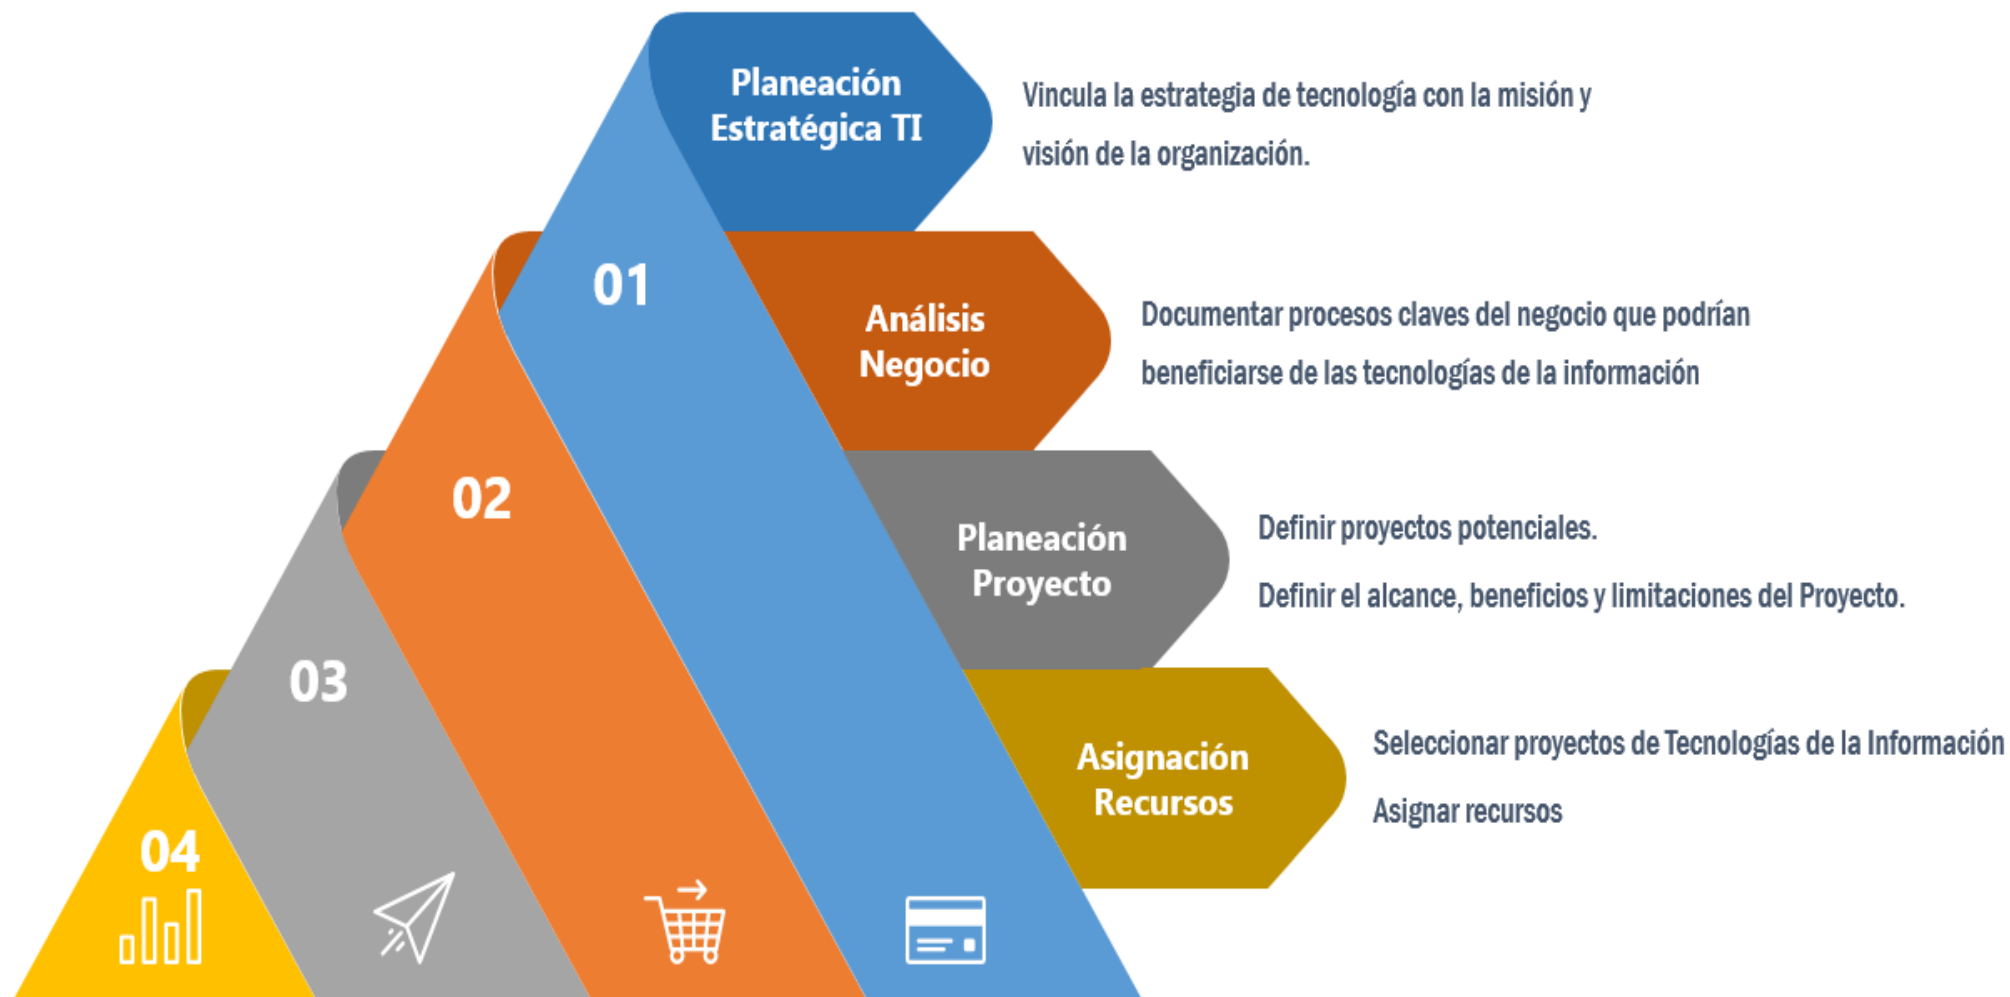 Planeación
Estratégica TI
Vincula la estrategia de tecnología con la misión y
visión de la organización.
01
Análisis
Negocio
Documentar procesos claves del negocio que podrían
beneficiarse de las tecnologías de la información
02
Planeación
Proyecto
Definir proyectos potenciales.
Definir el alcance, beneficios y limitaciones del Proyecto.
03
Asignación
Recursos
Seleccionar proyectos de Tecnologías de la Información
Asignar recursos
04